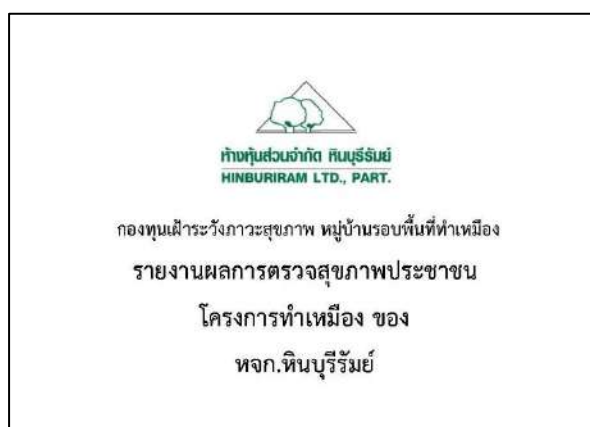 ห้างหุ้นส่วนจำกัด หินบุรีรัมย์
HINBURIRAM LTD., PART.
กองทุนเฝ้าระวังภาวะสุขภาพ หมู่บ้านรอบพื้นที่ทำเหมือง
รายงานผลการตรวจสุขภาพประชาชน
โครงการทำเหมือง ของ
หจก.หินบุรีรัมย์